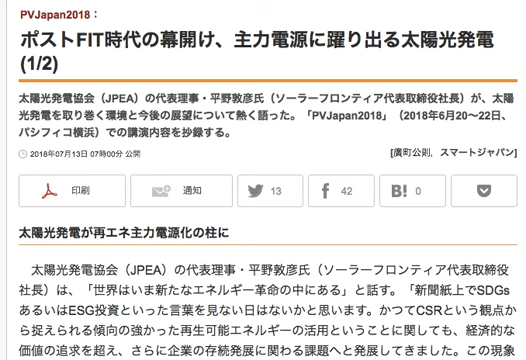 PVJapan2018：
ポストFIT時代の幕開け、主力電源に躍り出る太陽光発電
(1/2)
太陽光発電協会（JPEA）の代表理事・平野敦彦氏（ソーラーフロンティア代表取締役社長）が、太陽
光発電を取り巻く環境と今後の展望について熱く語った。「PVJapan2018」（2018年6月20〜22日、
パシフィコ横浜）での講演内容を抄録する。
2018年07月13日 07時00分 公開
[廣町公則，スマートジャパン]
印刷
通知
13
42
B! 0
太陽光発電が再エネ主力電源化の柱に
太陽光発電協会（JPEA）の代表理事・平野敦彦氏（ソーラーフロンティア代表取締役
社長）は、「世界はいま新たなエネルギー革命の中にある」と話す。「新聞紙上でSDGs
あるいはESG投資といった言葉を見ない日はないかと思います。かつてCSRという観点か
ら捉えられる傾向の強かった再生可能エネルギーの活用ということに関しても、経済的な
価値の追求を超え、さらに企業の存続発展に関わる課題へと発展してきました。この現象